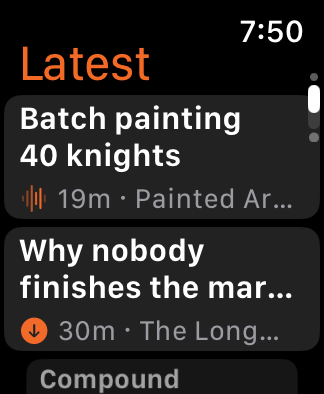 7:50
Latest
Batch painting
40 knights
19m · Painted Ar...
Why nobody
finishes the mar...
30m · The Long...
Compound